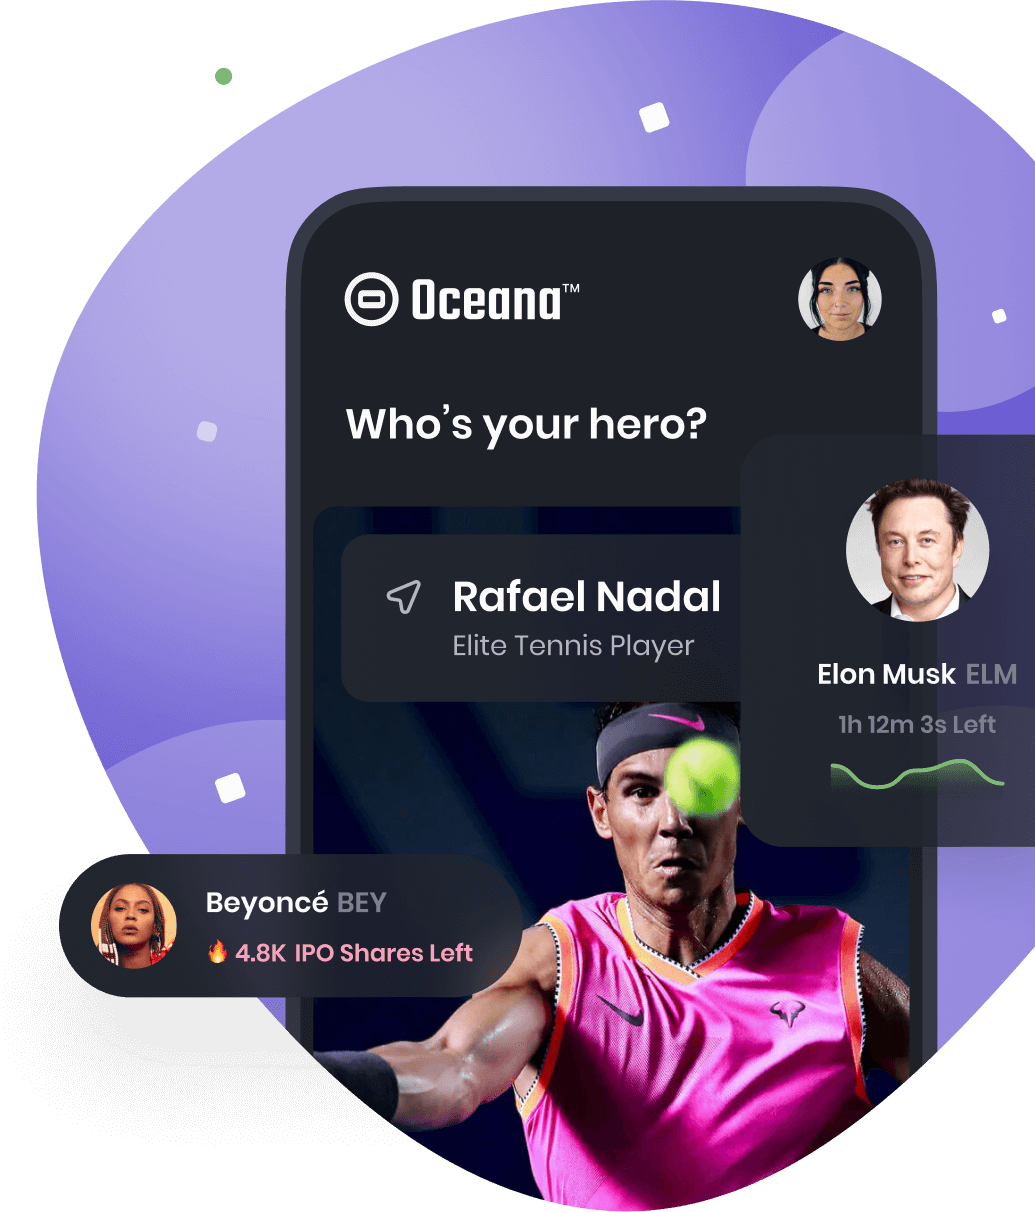 Oceana™
Who's your hero?
Rafael Nadal
Elite Tennis Player
Elon Musk ELM
1h 12m 3s Left
Beyoncé BEY
🔥 4.8K IPO Shares Left